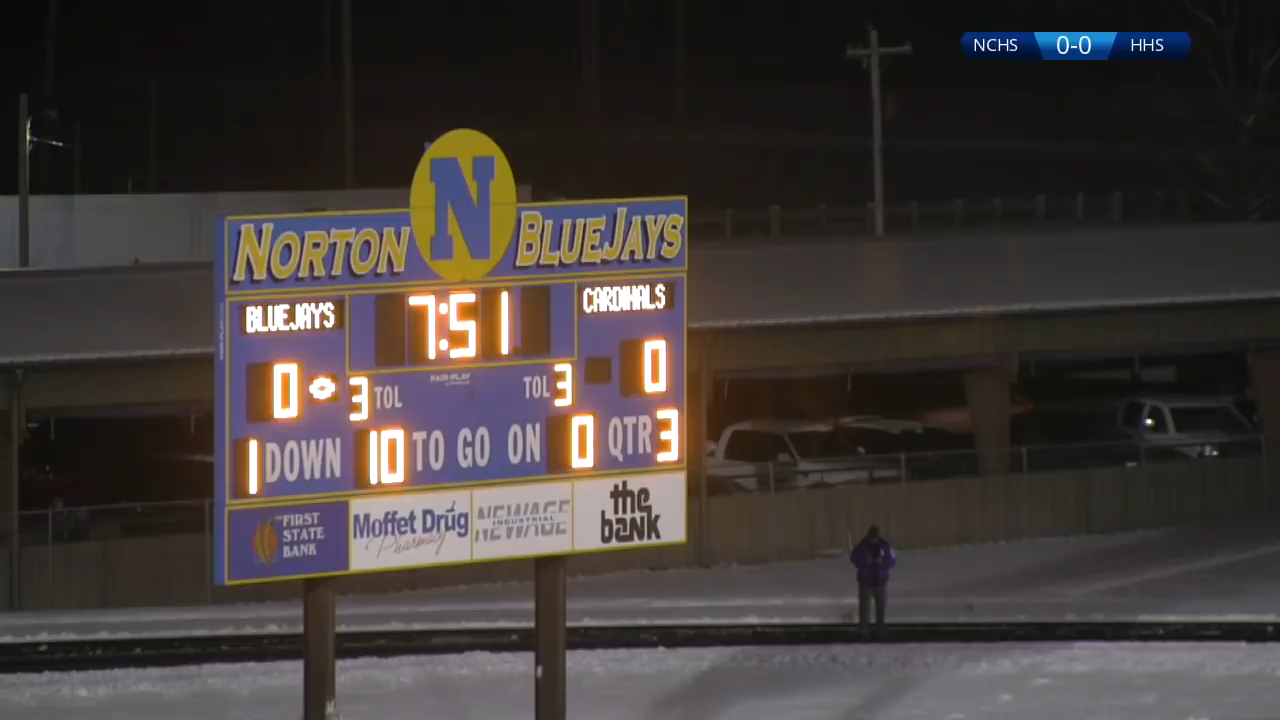 NCHS 0-0 HHS
N
NORTON BLUEJAYS
BLUEJAYS 7:51 CARDINALS
0 3 TOL TOL 3 0
FAIR-PLAY
1 DOWN 10 TO GO ON 0 QTR 3
FIRST
STATE
BANK
Moffet Drug
Pharmacy
NEWAGE
INDUSTRIAL
the
bank